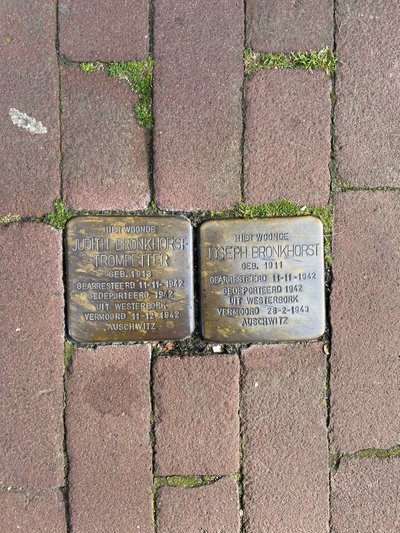 HIER WOONDE
JUDITH BRONKHORST-
TROMPETTER
GEB. 1913
GEARRESTEERD 11-11-1942
GEDEPORTEERD 1942
UIT WESTERBORK
VERMOORD 11-12-1942
AUSCHWITZ
HIER WOONDE
JOSEPH BRONKHORST
GEB. 1911
GEARRESTEERD 11-11-1942
GEDEPORTEERD 1942
UIT WESTERBORK
VERMOORD 28-2-1943
AUSCHWITZ